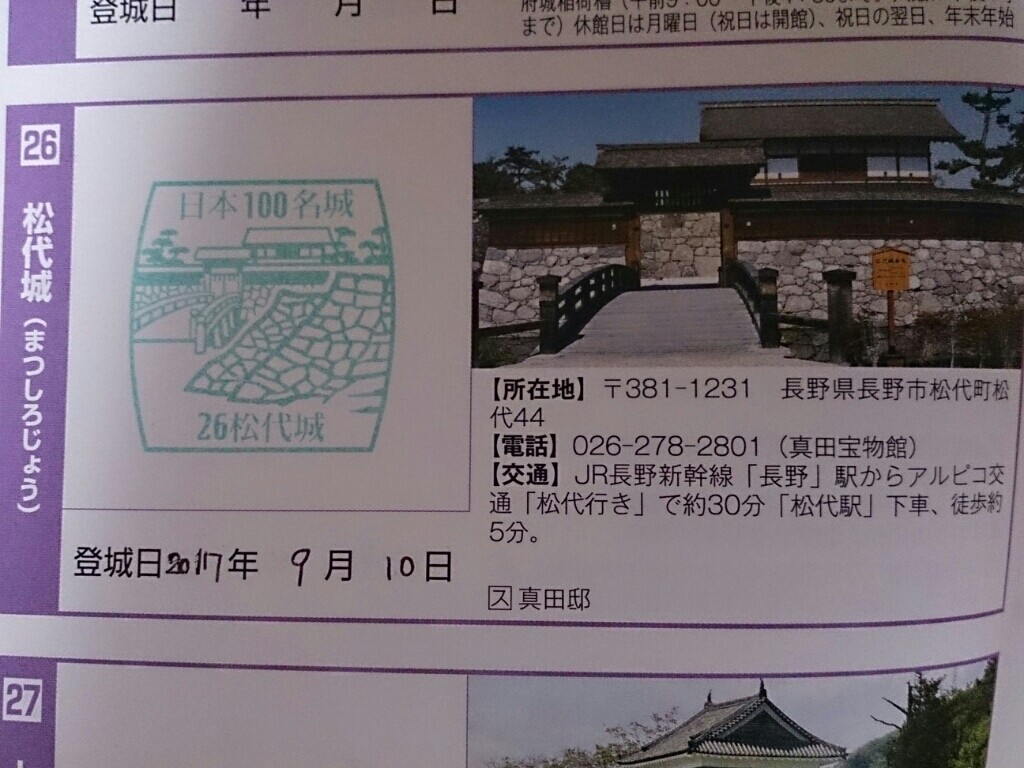 登城日 年 月 日
まで）休館日は月曜日（祝日は開館）、祝日の翌日、年末年始
26
松代城（まつしろじょう）
日本100名城
26松代城
登城日2017年 9月 10日
【所在地】〒381-1231 長野県長野市松代町松
代44
【電話】026-278-2801（真田宝物館）
【交通】JR長野新幹線「長野」駅からアルピコ交
通「松代行き」で約30分「松代駅」下車、徒歩約
5分。
ス 真田邸
27